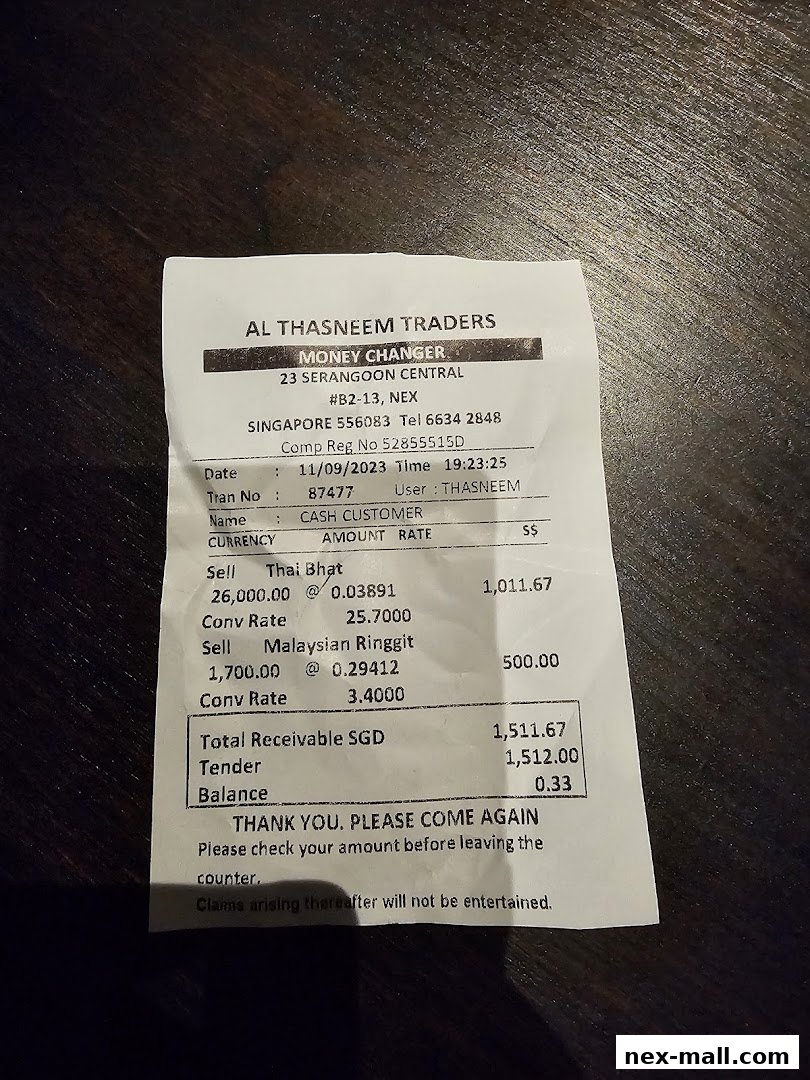 AL THASNEEM TRADERS
MONEY CHANGER
23 SERANGOON CENTRAL
#B2-13, NEX
SINGAPORE 556083 Tel 6634 2848
Comp Reg No 52855515D
Date : 11/09/2023 Time 19:23:25
Tran No : 87477 User : THASNEEM
Name : CASH CUSTOMER
CURRENCY AMOUNT RATE S$
Sell Thai Bhat
26,000.00 @ 0.03891 1,011.67
Conv Rate 25.7000
Sell Malaysian Ringgit
1,700.00 @ 0.29412 500.00
Conv Rate 3.4000
Total Receivable SGD 1,511.67
Tender 1,512.00
Balance 0.33
THANK YOU. PLEASE COME AGAIN
Please check your amount before leaving the
counter.
Claims arising thereafter will not be entertained.
nex-mall.com